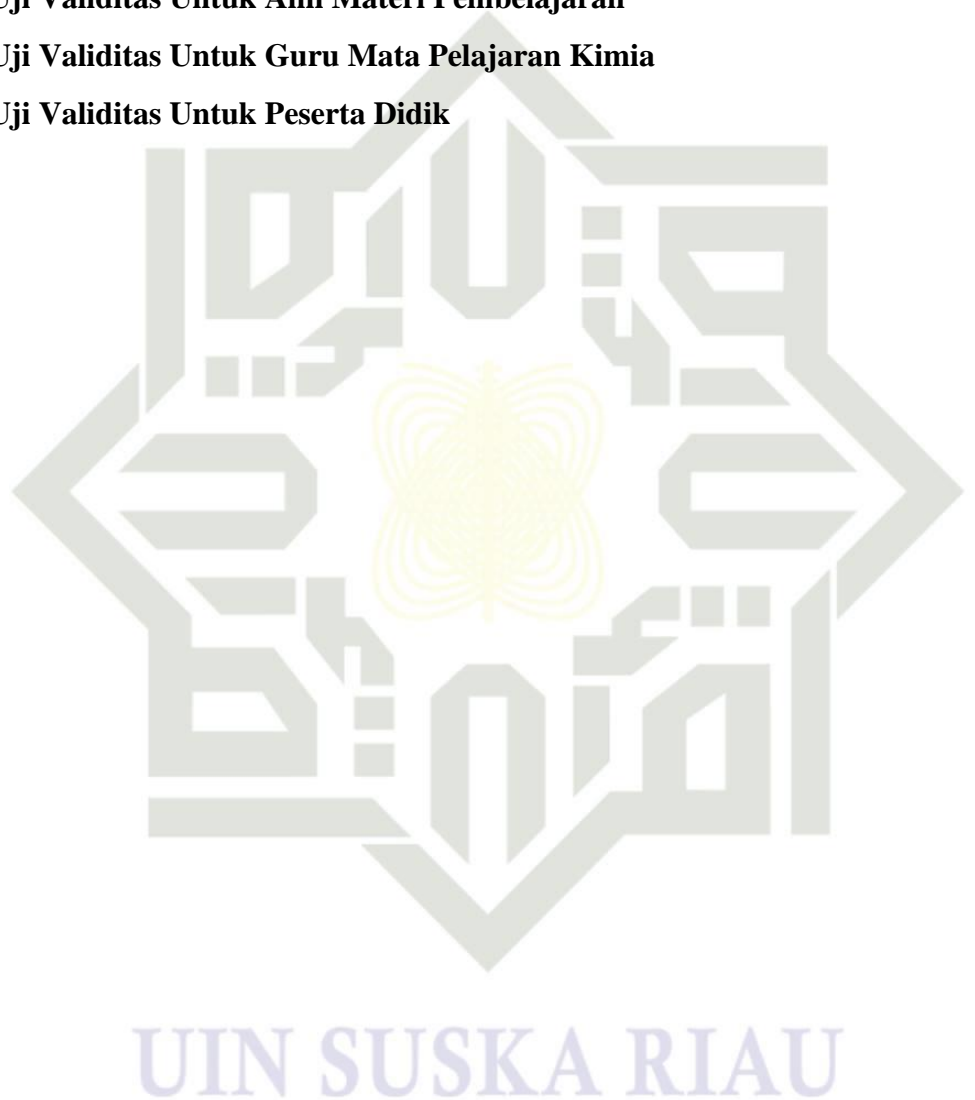 Uji Validitas Untuk Ahli Materi Pembelajaran
Uji Validitas Untuk Guru Mata Pelajaran Kimia
Uji Validitas Untuk Peserta Didik
UIN SUSKA RIAU